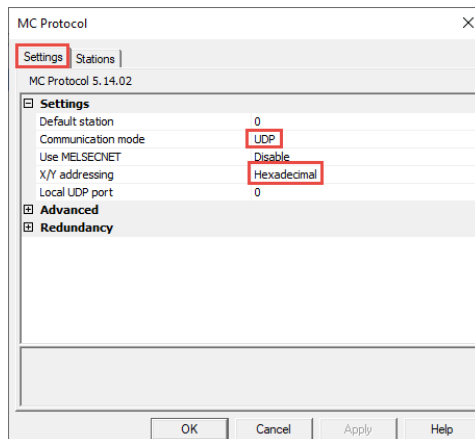 MC Protocol
Settings Stations
MC Protocol 5.14.02
Settings
Default station 0
Communication mode UDP
Use MELSECNET Disable
X/Y addressing Hexadecimal
Local UDP port 0
Advanced
Redundancy
OK Cancel Apply Help